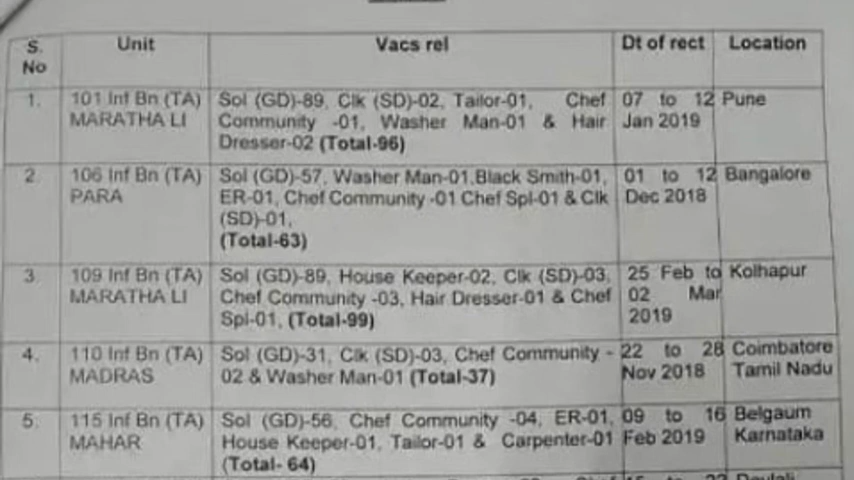 S. No Unit Vacs rel Dt of rect Location
1. 101 Inf Bn (TA) Sol (GD)-89, Clk (SD)-02, Tailor-01, Chef 07 to 12 Pune
MARATHA LI Community -01, Washer Man-01 & Hair Jan 2019
Dresser-02 (Total-96)
2. 106 Inf Bn (TA) Sol (GD)-57, Washer Man-01,Black Smith-01, 01 to 12 Bangalore
PARA ER-01, Chef Community -01 Chef Spl-01 & Clk Dec 2018
(SD)-01,
(Total-63)
3. 109 Inf Bn (TA) Sol (GD)-89, House Keeper-02, Clk (SD)-03, 25 Feb to Kolhapur
MARATHA LI Chef Community -03, Hair Dresser-01 & Chef 02 Mar
Spl-01, (Total-99) 2019
4. 110 Inf Bn (TA) Sol (GD)-31, Clk (SD)-03, Chef Community - 22 to 28 Coimbatore
MADRAS 02 & Washer Man-01 (Total-37) Nov 2018 Tamil Nadu
5. 115 Inf Bn (TA) Sol (GD)-56, Chef Community -04, ER-01, 09 to 16 Belgaum
MAHAR House Keeper-01, Tailor-01 & Carpenter-01 Feb 2019 Karnataka
(Total- 64)